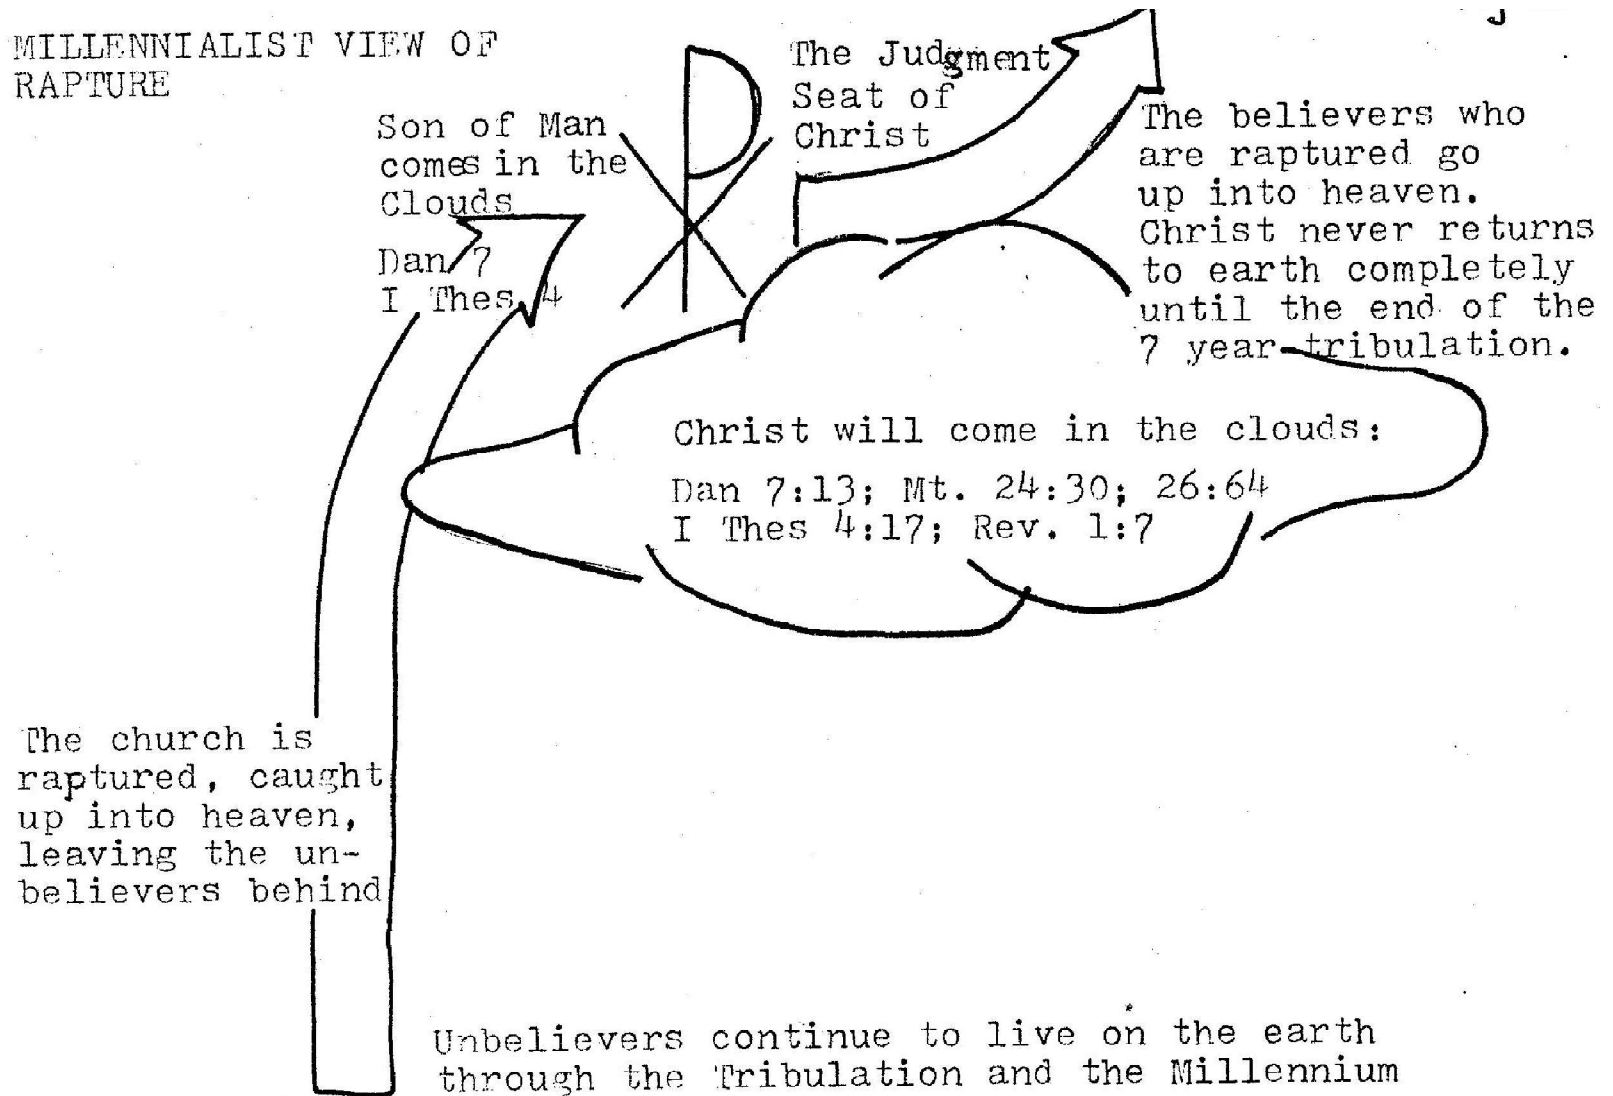 MILLENNIALIST VIEW OF
RAPTURE
Son of Man
comes in the
Clouds
Dan 7
I Thes 4
The Judgment
Seat of
Christ
The believers who
are raptured go
up into heaven.
Christ never returns
to earth completely
until the end of the
7 year tribulation.
Christ will come in the clouds:
Dan 7:13; Mt. 24:30; 26:64
I Thes 4:17; Rev. 1:7
The church is
raptured, caught
up into heaven,
leaving the un-
believers behind
Unbelievers continue to live on the earth
through the Tribulation and the Millennium